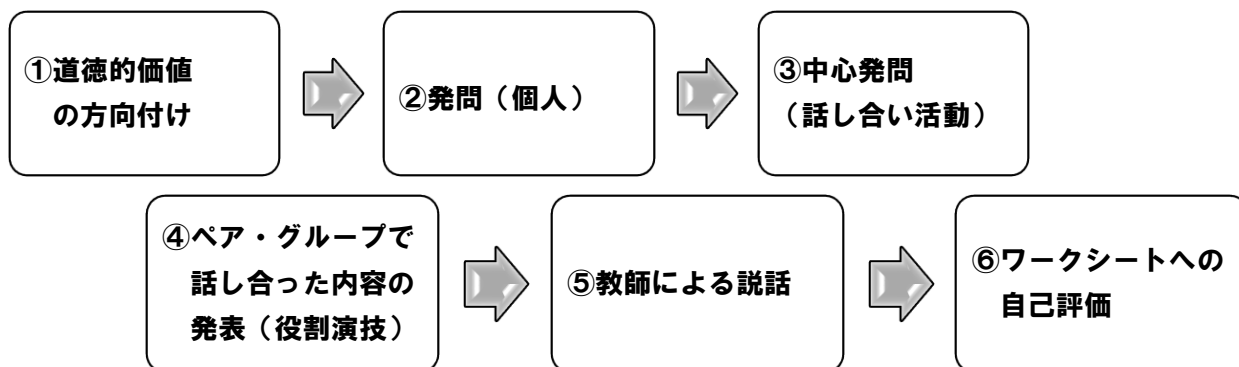 ①道徳的価値
の方向付け
②発問（個人）
③中心発問
（話し合い活動）
④ペア・グループで
話し合った内容の
発表（役割演技）
⑤教師による説話
⑥ワークシートへの
自己評価